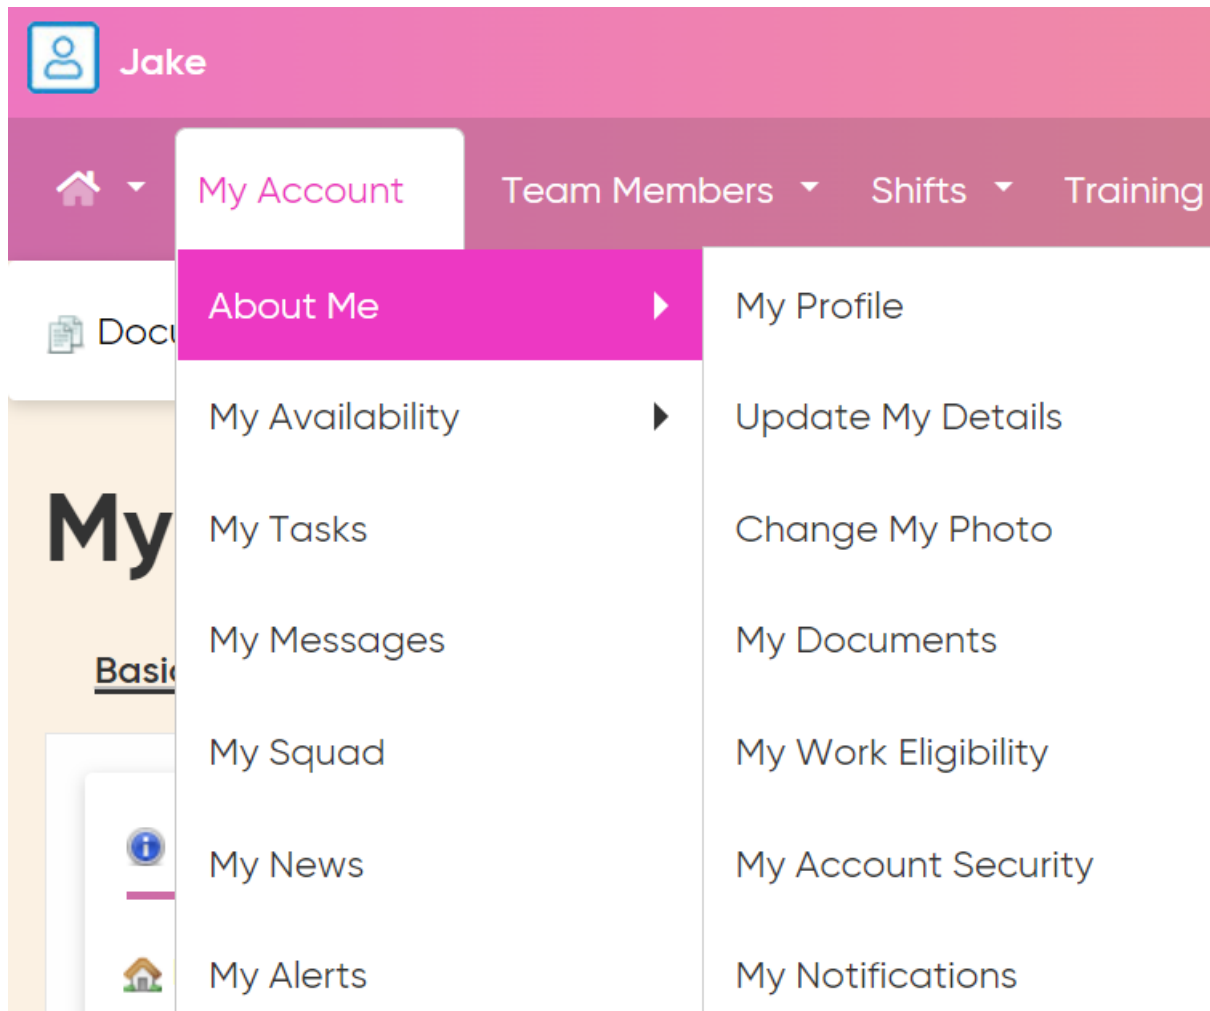 Jake
My Account
Team Members
Shifts
Training
About Me
My Profile
Docu
My Availability
Update My Details
My
My Tasks
Change My Photo
My Messages
My Documents
Basic
My Squad
My Work Eligibility
My News
My Account Security
My Alerts
My Notifications